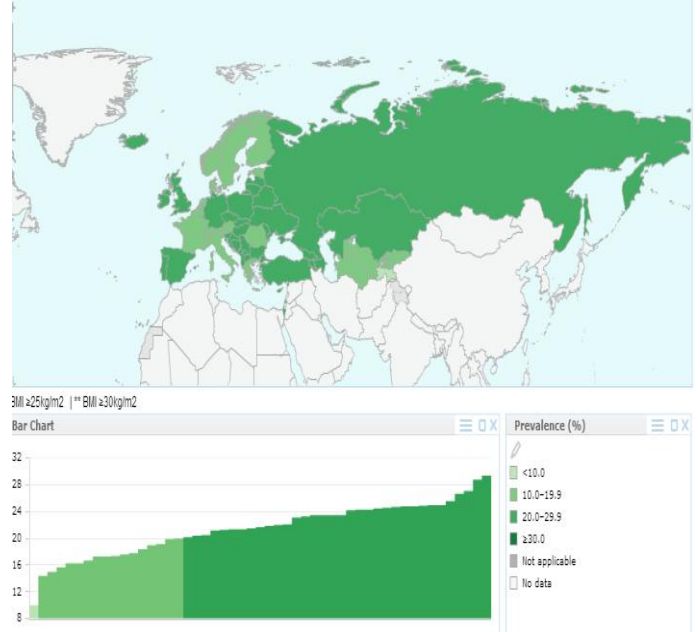 BMI ≥25kg/m2 | ** BMI ≥30kg/m2
Bar Chart
32
28
24
20
16
12
8
Prevalence (%)
<10.0
10.0-19.9
20.0-29.9
≥30.0
Not applicable
No data